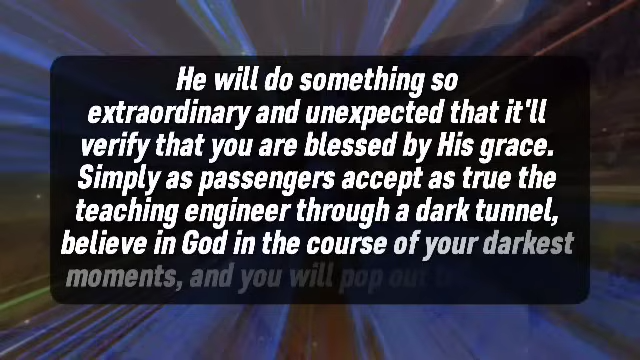 He will do something so
extraordinary and unexpected that it'll
verify that you are blessed by His grace.
Simply as passengers accept as true the
teaching engineer through a dark tunnel,
believe in God in the course of your darkest
moments, and you will pop out